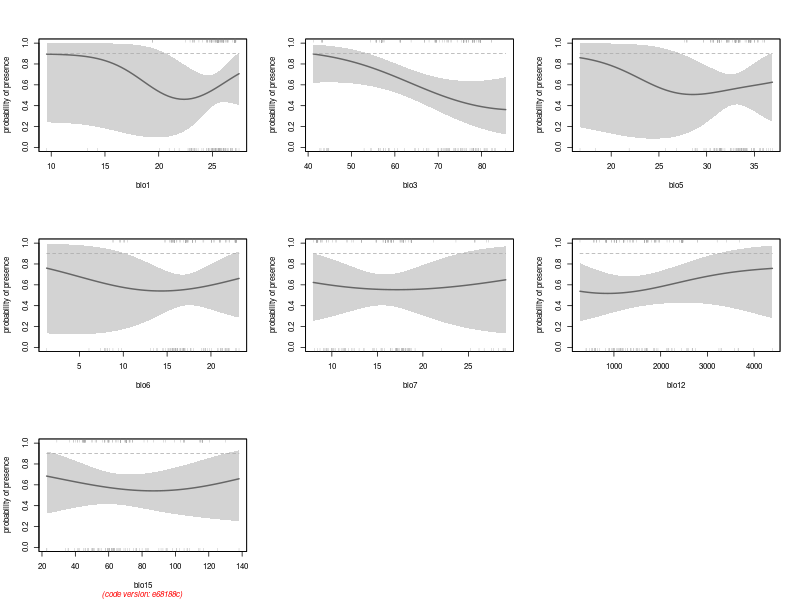 probability of presence
0.0 0.2 0.4 0.6 0.8 1.0
10 15 20 25
bio1
probability of presence
0.0 0.2 0.4 0.6 0.8 1.0
40 50 60 70 80
bio3
probability of presence
0.0 0.2 0.4 0.6 0.8 1.0
20 25 30 35
bio5
probability of presence
0.0 0.2 0.4 0.6 0.8 1.0
5 10 15 20
bio6
probability of presence
0.0 0.2 0.4 0.6 0.8 1.0
10 15 20 25
bio7
probability of presence
0.0 0.2 0.4 0.6 0.8 1.0
1000 2000 3000 4000
bio12
probability of presence
0.0 0.2 0.4 0.6 0.8 1.0
20 40 60 80 100 120 140
bio15
(code version: e68188c)